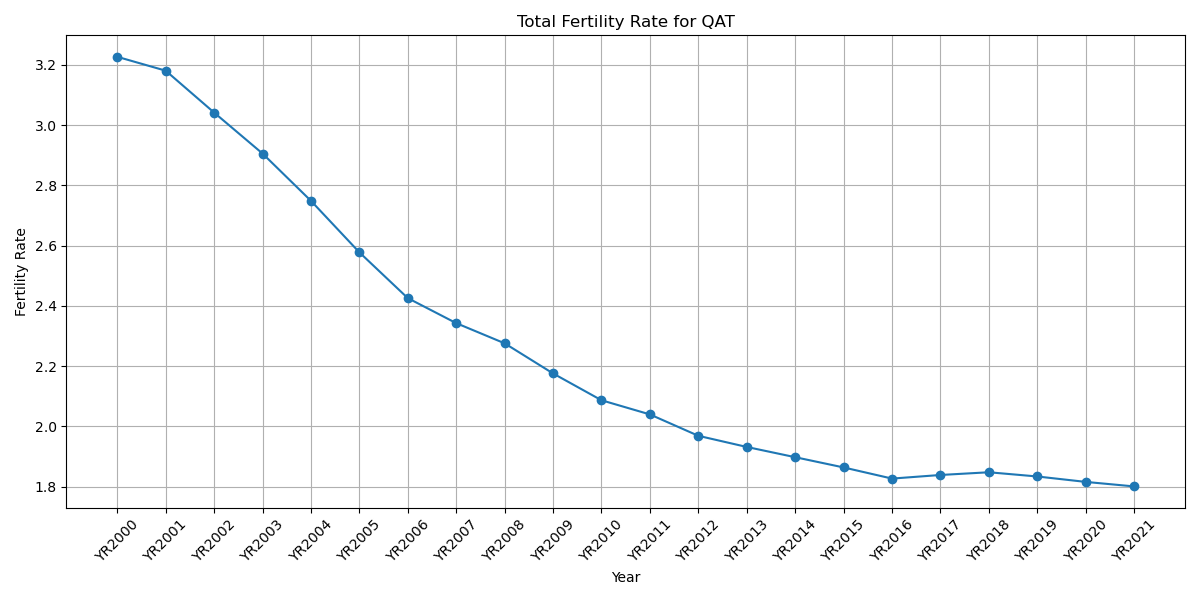 Total Fertility Rate for QAT
Fertility Rate
3.2
3.0
2.8
2.6
2.4
2.2
2.0
1.8
YR2000
YR2001
YR2002
YR2003
YR2004
YR2005
YR2006
YR2007
YR2008
YR2009
YR2010
YR2011
YR2012
YR2013
YR2014
YR2015
YR2016
YR2017
YR2018
YR2019
YR2020
YR2021
Year